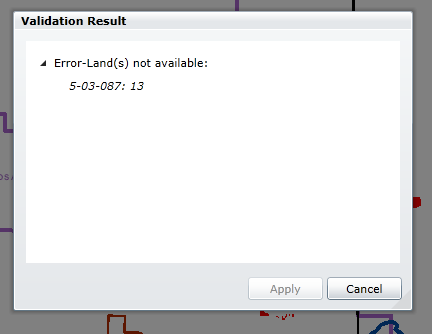 Validation Result
Error-Land(s) not available:
5-03-087: 13
Apply
Cancel